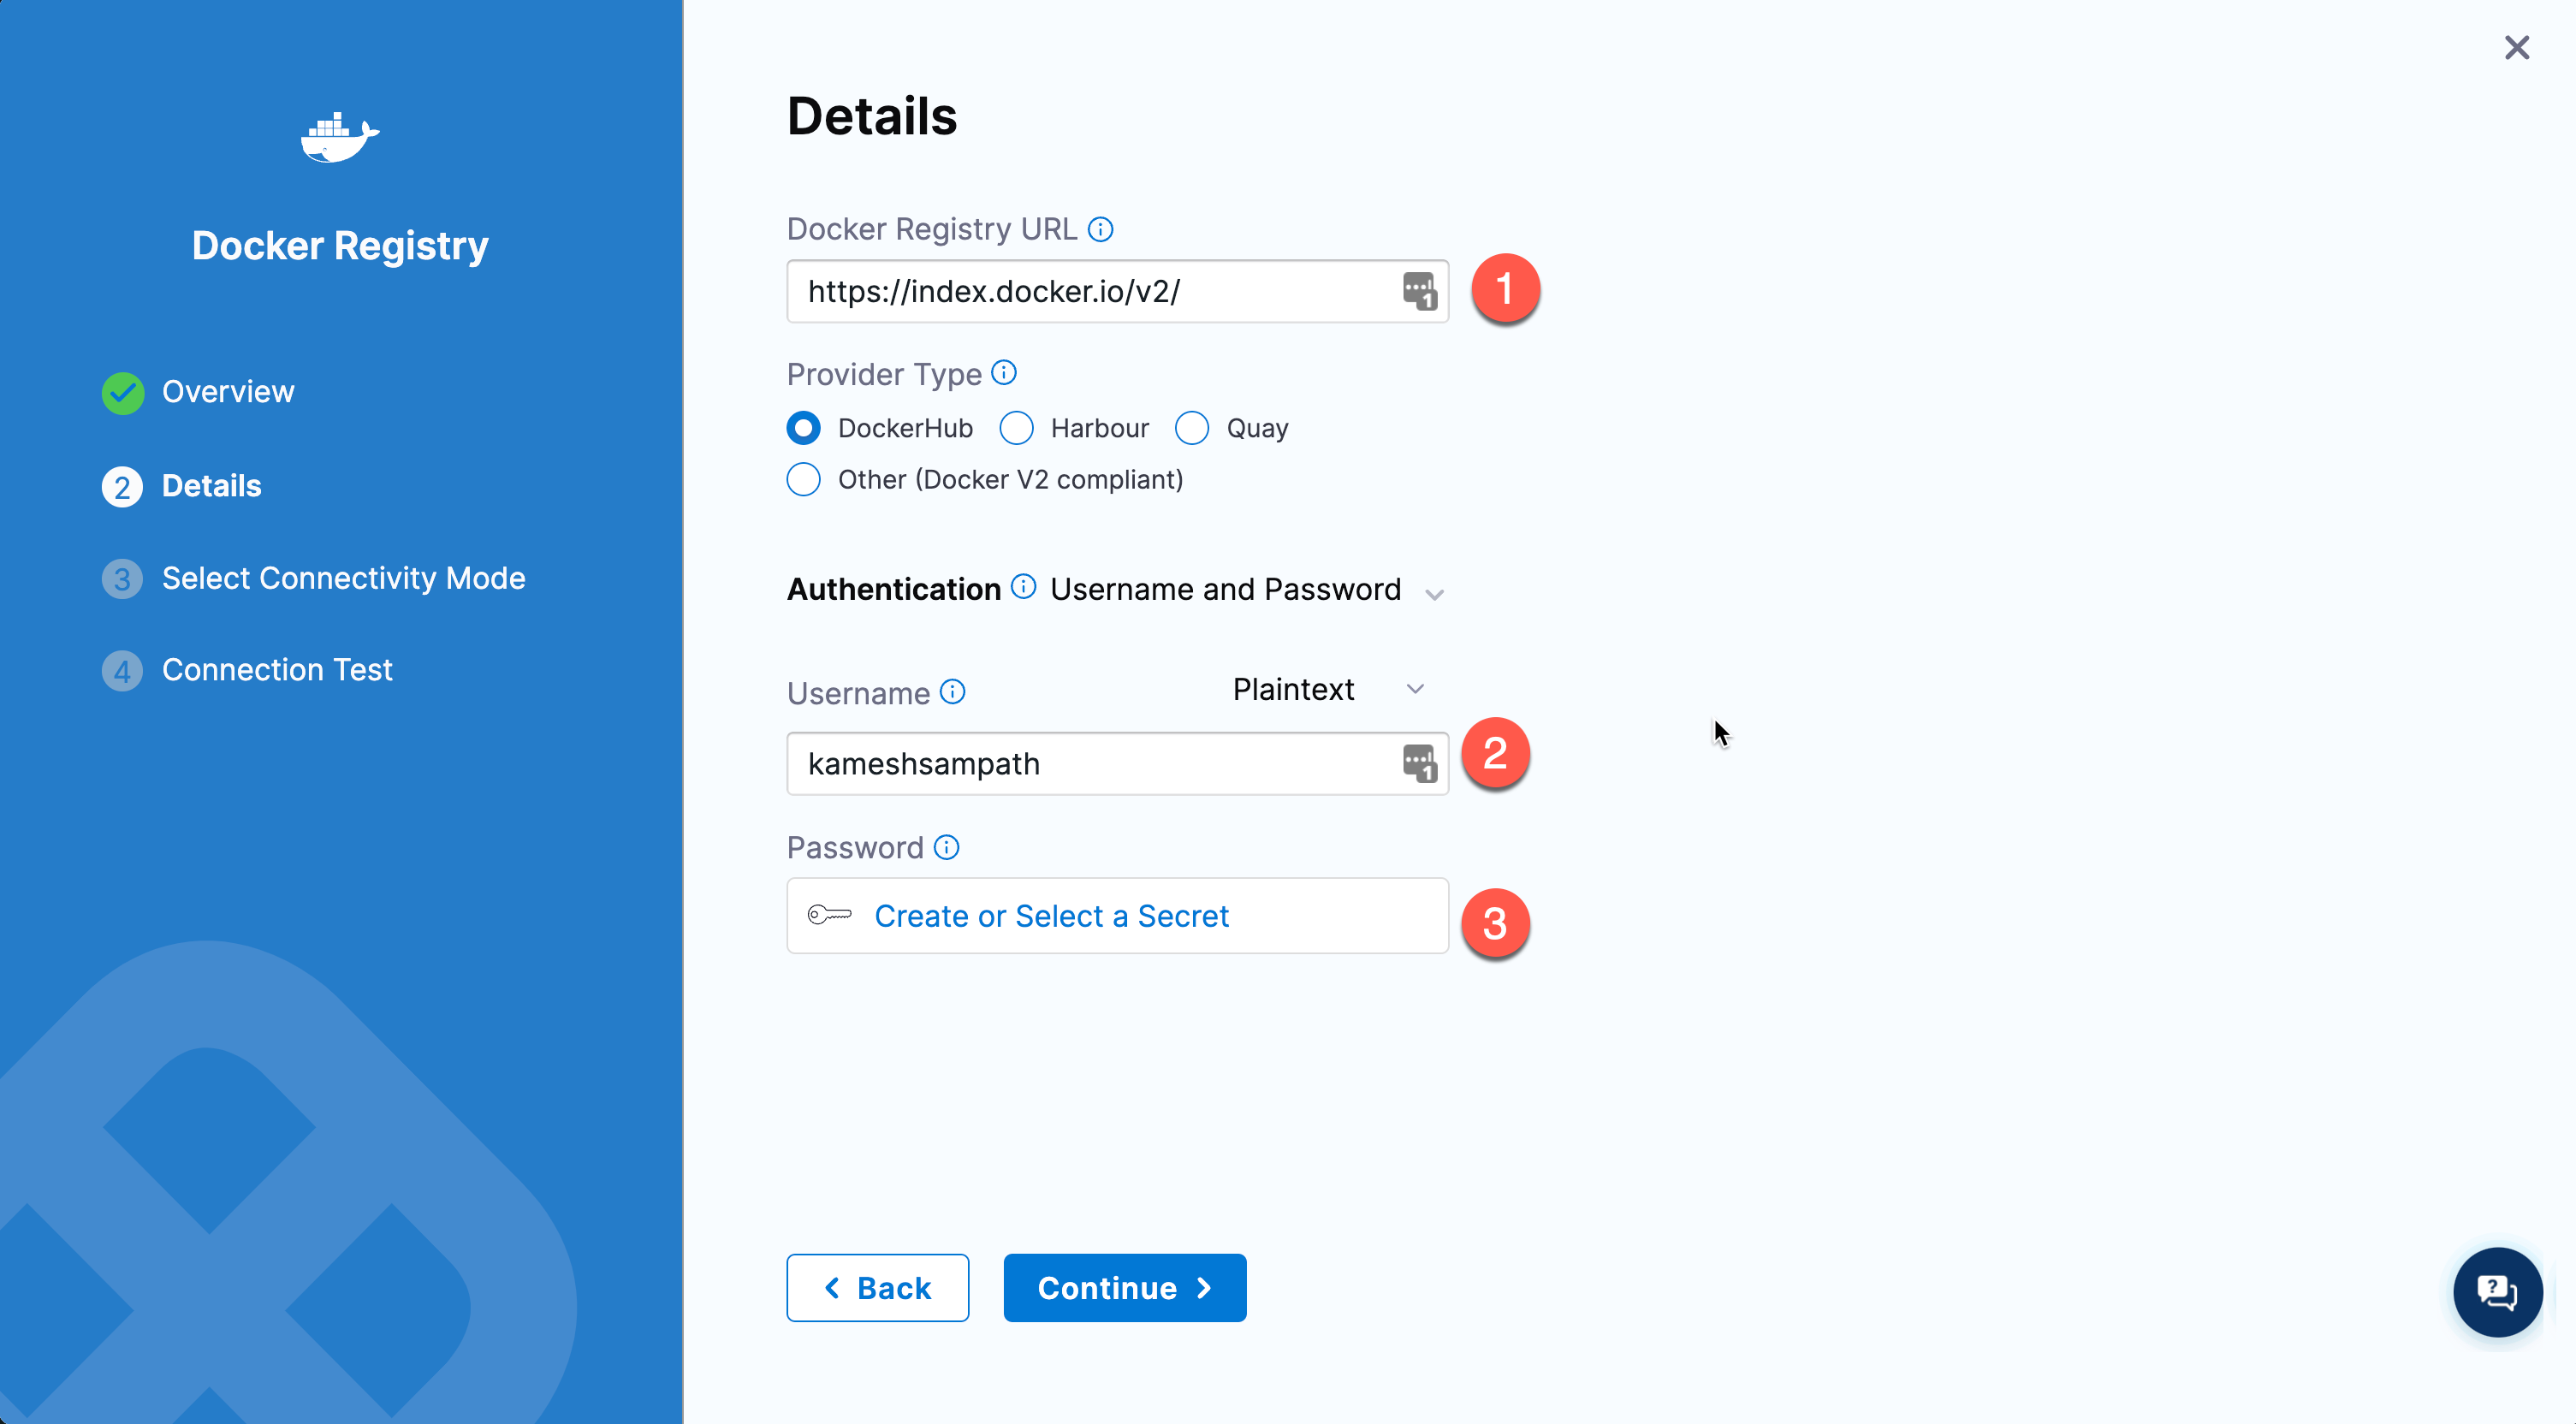 Docker Registry
Overview
2 Details
3 Select Connectivity Mode
4 Connection Test
Details
Docker Registry URL
https://index.docker.io/v2/ 1
1
Provider Type
DockerHub Harbour Quay
Other (Docker V2 compliant)
Authentication Username and Password
Username Plaintext
kameshsampath 1
2
Password
Create or Select a Secret
3
Back Continue
?